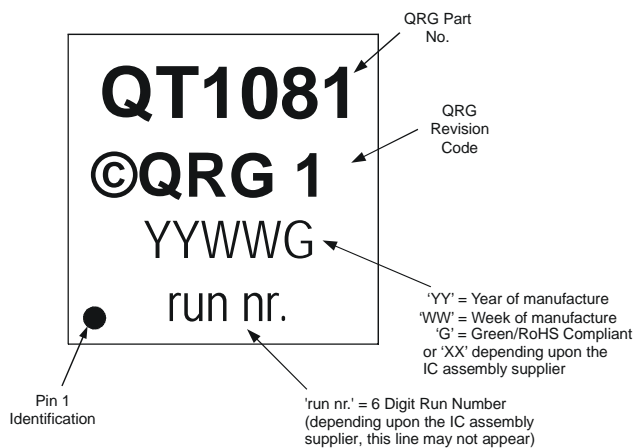 QRG Part
No.
QT1081
QRG
Revision
Code
©QRG 1
YYWWG
run nr.
'YY' = Year of manufacture
'WW' = Week of manufacture
'G' = Green/RoHS Compliant
or 'XX' depending upon the
IC assembly supplier
Pin 1
Identification
'run nr.' = 6 Digit Run Number
(depending upon the IC assembly
supplier, this line may not appear)